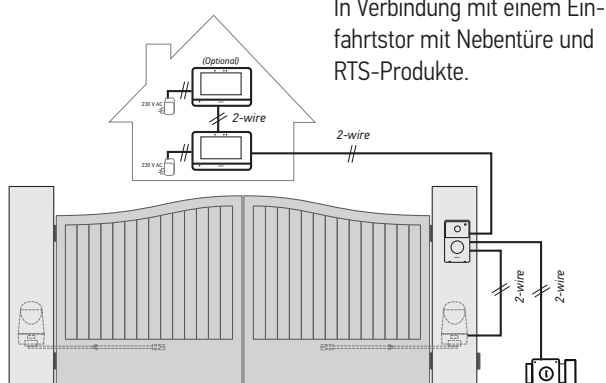 In Verbindung mit einem Ein-
fahrtstor mit Nebentüre und
RTS-Produkte.
(Optional)
230 V AC
2-wire
2-wire
230 V AC
2-wire
2-wire